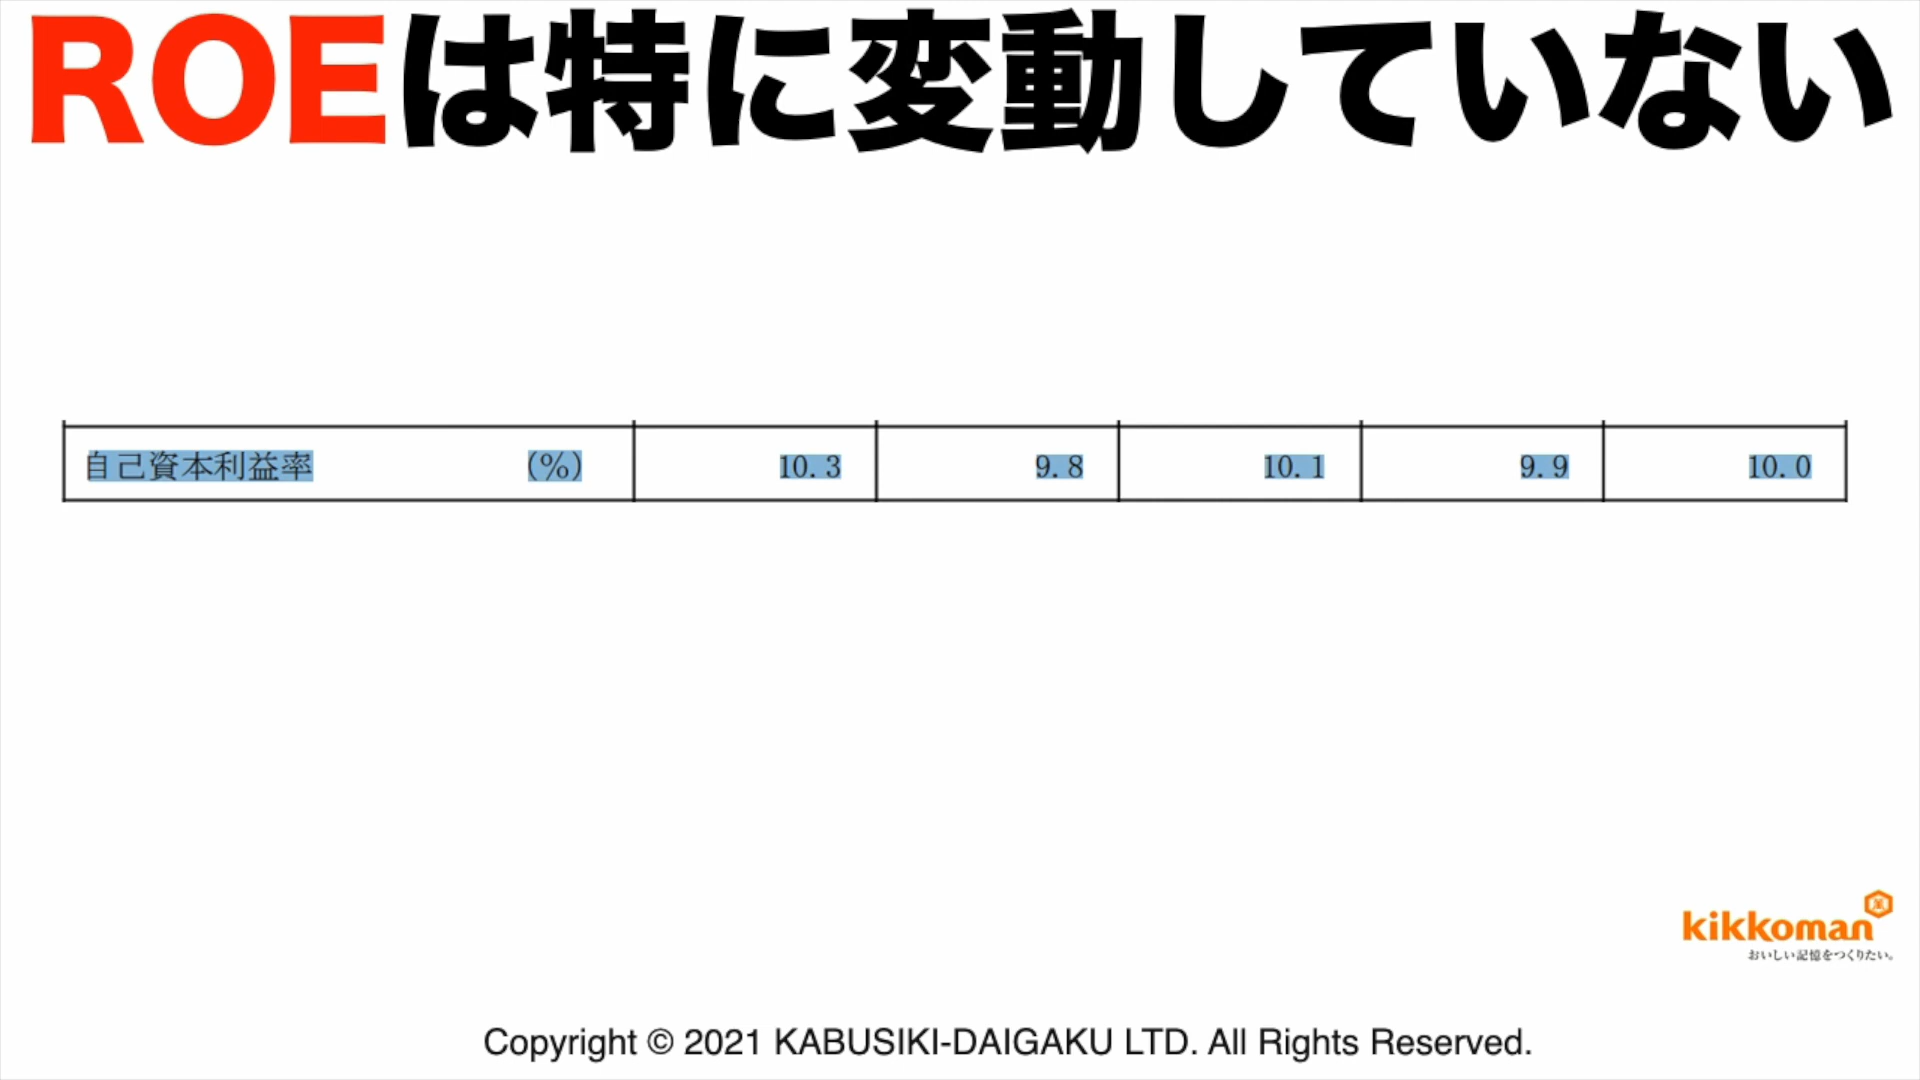 ROEは特に変動していない
自己資本利益率 (%) 10.3 9.8 10.1 9.9 10.0
kikkoman
おいしい記憶をつくりたい。
Copyright © 2021 KABUSIKI-DAIGAKU LTD. All Rights Reserved.